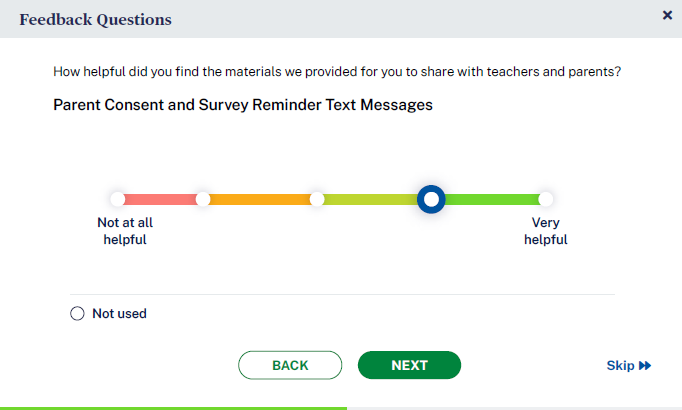 Feedback Questions
How helpful did you find the materials we provided for you to share with teachers and parents?
Parent Consent and Survey Reminder Text Messages
Not at all
helpful
Very
helpful
Not used
BACK
NEXT
Skip